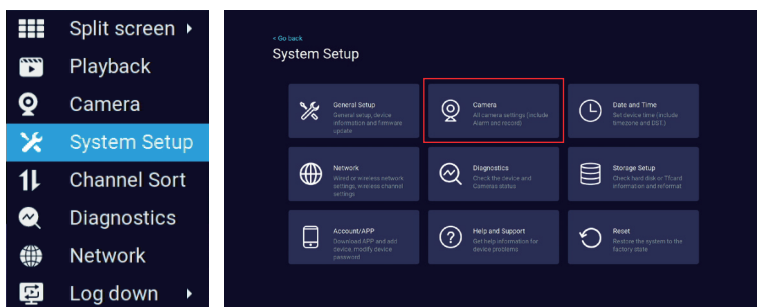 Split screen
Playback
Camera
System Setup
Channel Sort
Diagnostics
Network
Log down
< Go back
System Setup
General Setup
General setup, device
information and firmware
update
Camera
All camera settings (include
Alarm and record)
Date and Time
Set device time (include
timezone and DST.)
Network
Wired or wireless network
settings, wireless channel
settings
Diagnostics
Check the device and
Cameras status
Storage Setup
Check hard disk or Tfcard
information and reformat
Account/APP
Download APP and add
device, modify device
password
Help and Support
Get help information for
device problems
Reset
Restore the system to the
factory state